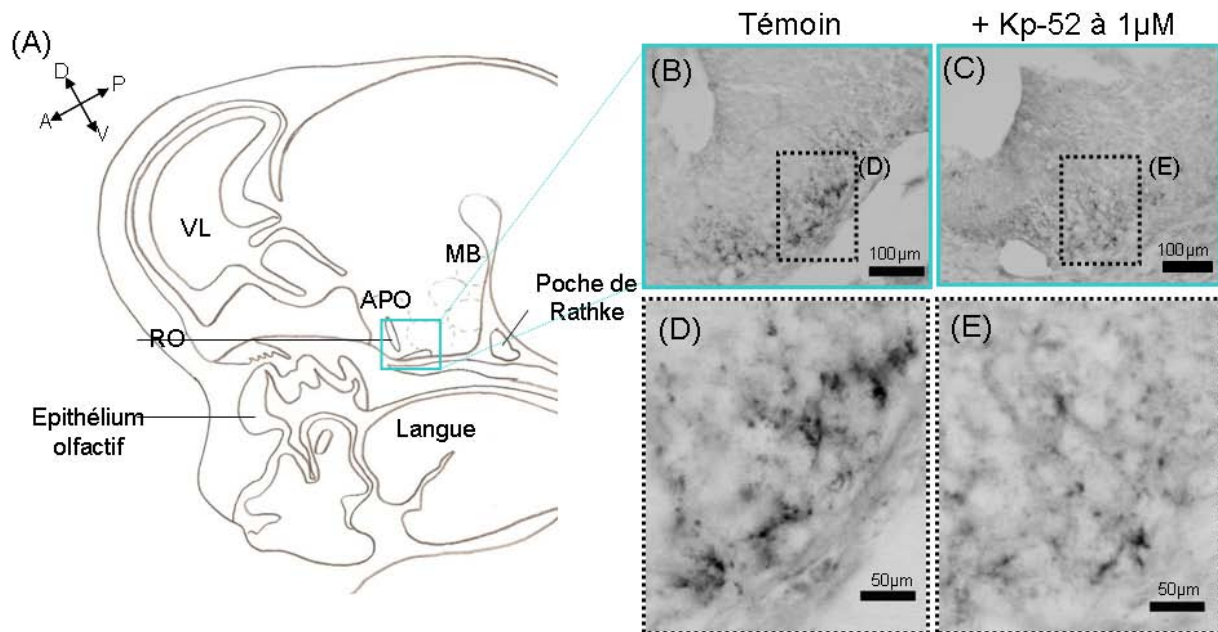 Témoin
+ Kp-52 à 1µM
(A)
D
P
A
V
VL
MB
APO
RO
Poche de
Rathke
Epithélium
olfactif
Langue
(B)
(D)
100µm
(C)
(E)
100µm
(D)
50µm
(E)
50µm